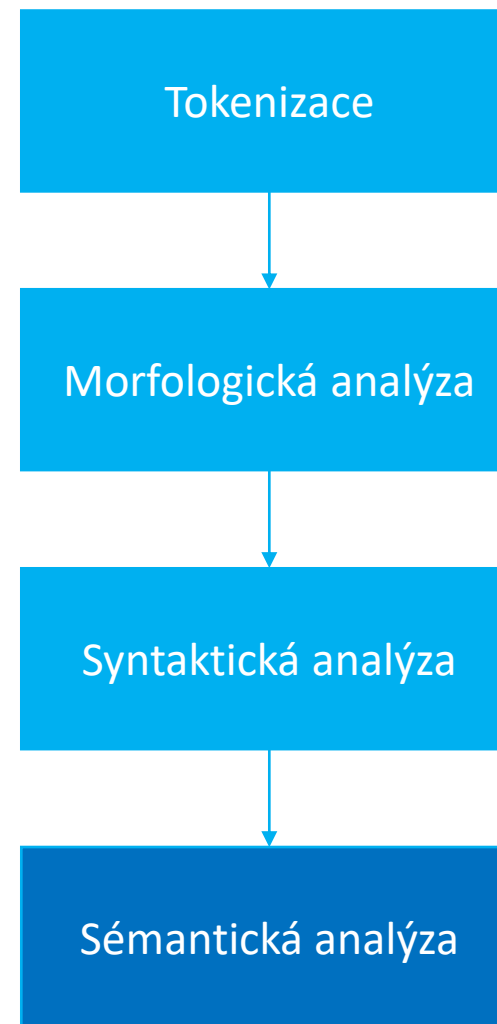 Tokenizace
Morfologická analýza
Syntaktická analýza
Sémantická analýza